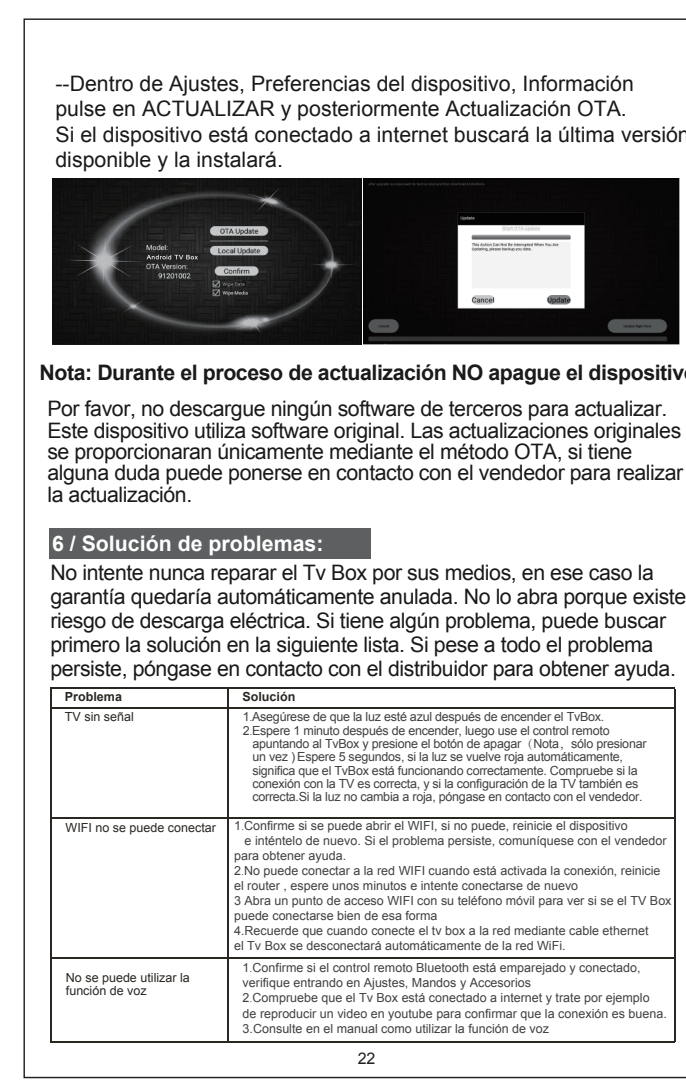 --Dentro de Ajustes, Preferencias del dispositivo, Información
pulse en ACTUALIZAR y posteriormente Actualización OTA.
Si el dispositivo está conectado a internet buscará la última versión
disponible y la instalará.
OTA Update
Model:
Android TV Box
OTA Version:
91201002
Local Update
Confirm
Wipe Data
Wipe Media
Update
Start OTA update
This Action Can Not Be Interrupted When You Are
Updating, please backup you data.
Cancel
Update
Cancel
Update Right Now
Nota: Durante el proceso de actualización NO apague el dispositiv
Por favor, no descargue ningún software de terceros para actualizar.
Este dispositivo utiliza software original. Las actualizaciones originales
se proporcionaran únicamente mediante el método OTA, si tiene
alguna duda puede ponerse en contacto con el vendedor para realizar
la actualización.
6 / Solución de problemas:
No intente nunca reparar el Tv Box por sus medios, en ese caso la
garantía quedaría automáticamente anulada. No lo abra porque existe
riesgo de descarga eléctrica. Si tiene algún problema, puede buscar
primero la solución en la siguiente lista. Si pese a todo el problema
persiste, póngase en contacto con el distribuidor para obtener ayuda.
Problema
Solución
TV sin señal
1.Asegúrese de que la luz esté azul después de encender el TvBox.
2.Espere 1 minuto después de encender, luego use el control remoto
apuntando al TvBox y presione el botón de apagar（Nota，sólo presionar
un vez ) Espere 5 segundos, si la luz se vuelve roja automáticamente,
significa que el TvBox está funcionando correctamente. Compruebe si la
conexión con la TV es correcta, y si la configuración de la TV también es
correcta.Si la luz no cambia a roja, póngase en contacto con el vendedor.
WIFI no se puede conectar
1.Confirme si se puede abrir el WIFI, si no puede, reinicie el dispositivo
e inténtelo de nuevo. Si el problema persiste, comuníquese con el vendedor
para obtener ayuda.
2.No puede conectar a la red WIFI cuando está activada la conexión, reinicie
el router , espere unos minutos e intente conectarse de nuevo
3 Abra un punto de acceso WIFI con su teléfono móvil para ver si se el TV Box
puede conectarse bien de esa forma
4.Recuerde que cuando conecte el tv box a la red mediante cable ethernet
el Tv Box se desconectará automáticamente de la red WiFi.
No se puede utilizar la
función de voz
1.Confirme si el control remoto Bluetooth está emparejado y conectado,
verifique entrando en Ajustes, Mandos y Accesorios
2.Compruebe que el Tv Box está conectado a internet y trate por ejemplo
de reproducir un video en youtube para confirmar que la conexión es buena.
3.Consulte en el manual como utilizar la función de voz
22